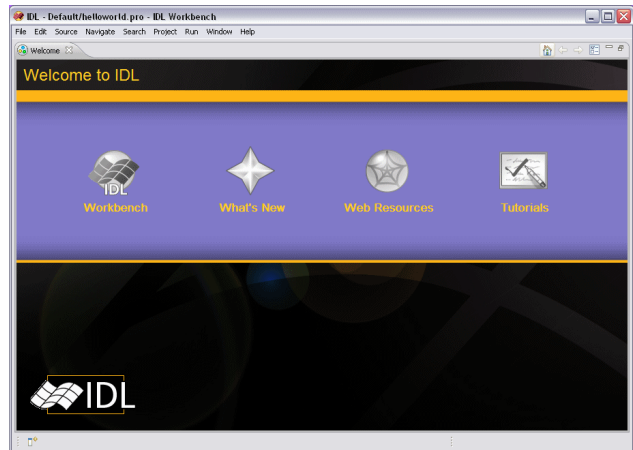 IDL - Default/helloworld.pro - IDL Workbench
File Edit Source Navigate Search Project Run Window Help
Welcome
Welcome to IDL
IDL
Workbench What's New Web Resources Tutorials
IDL